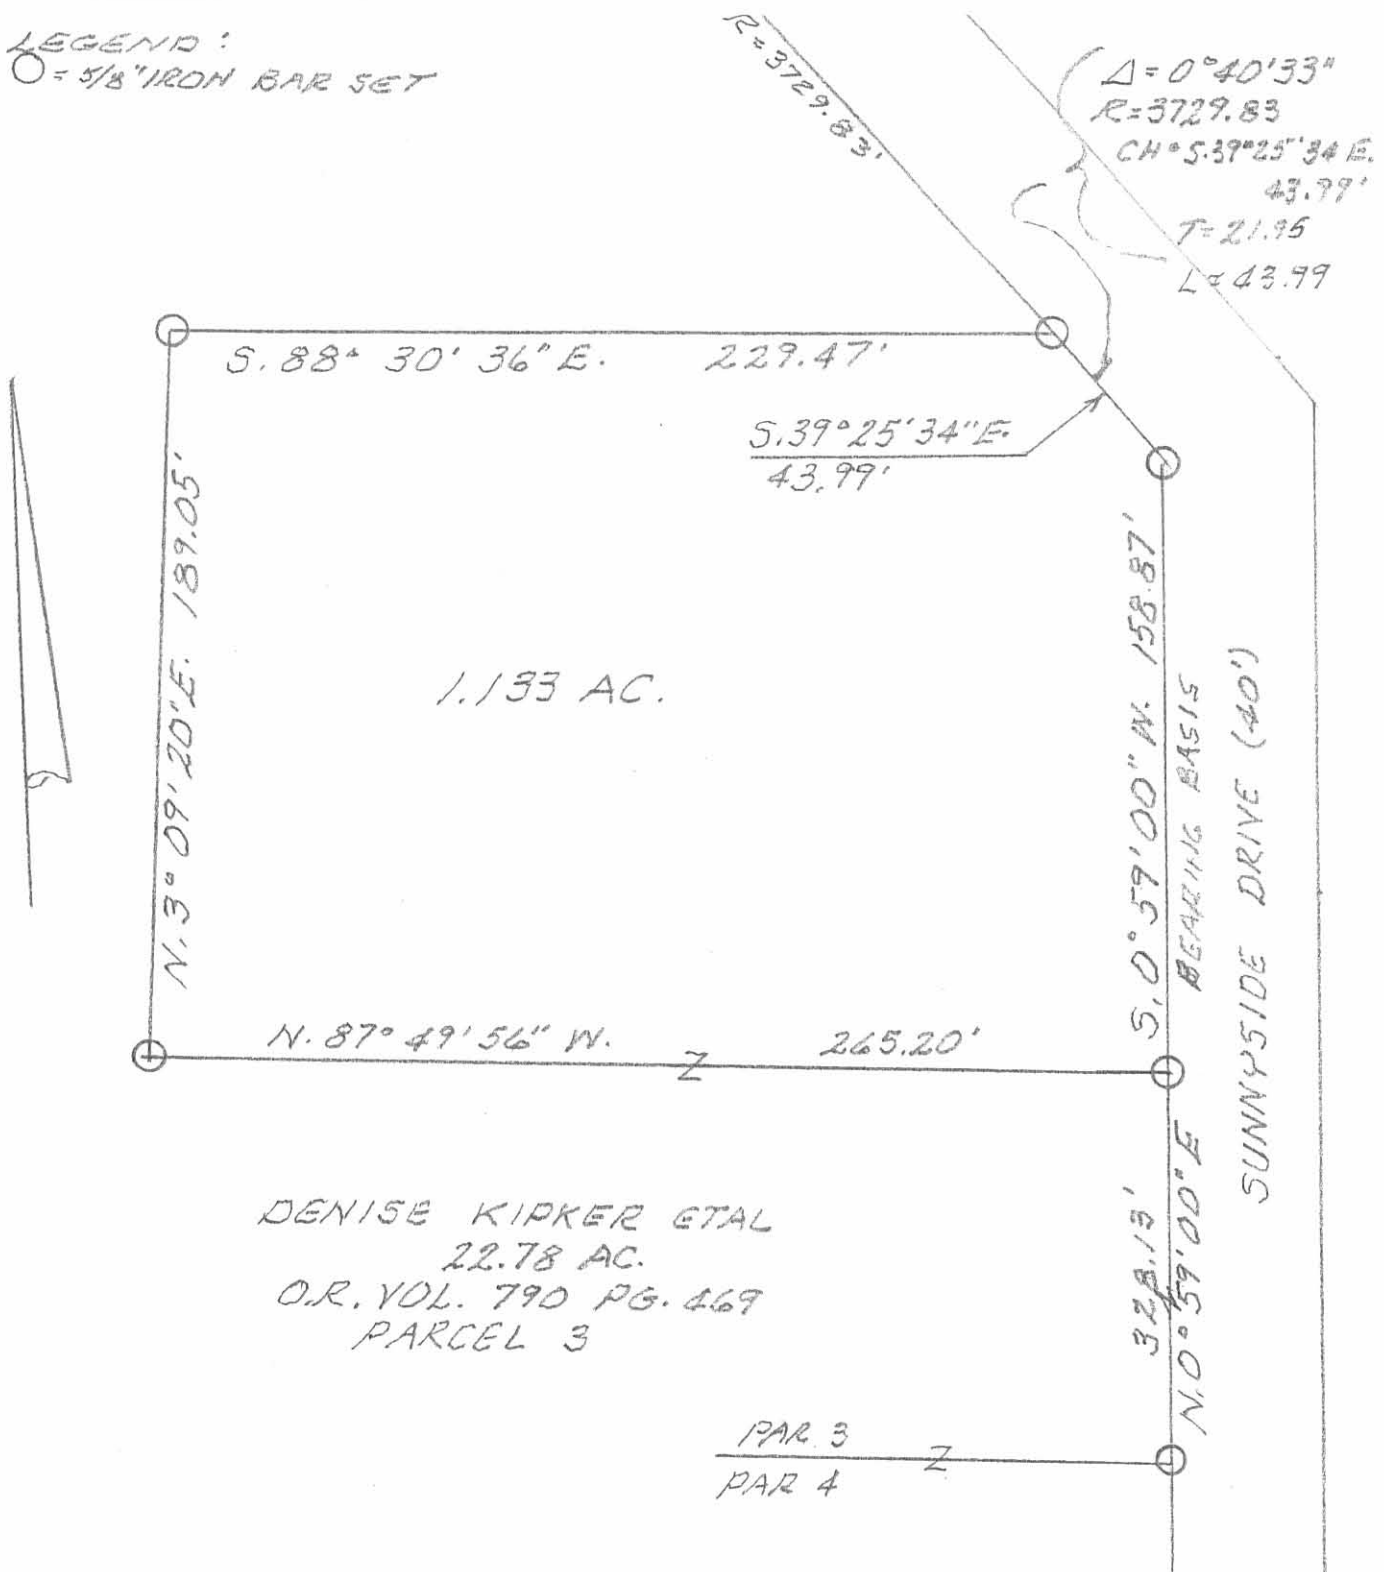 LEGEND:
O = 5/8" IRON BAR SET
R=3729.83'
Δ=0°40'33"
R=3729.83
CH=S.39°25'34 E.
43.99'
T=21.95
L=43.99
S. 88° 30' 36" E. 229.47'
S.39°25'34"E.
43.99'
N. 3° 09' 20" E. 189.05'
1.133 AC.
S. 0° 59' 00" W. 158.87'
BEARING BASIS
SUNNYSIDE DRIVE (40')
N. 87° 49' 56" W. 265.20'
DENISE KIPKER ETAL
22.78 AC.
O.R. VOL. 790 PG. 469
PARCEL 3
328.13'
N. 0° 59' 00" E
PAR. 3
PAR 4